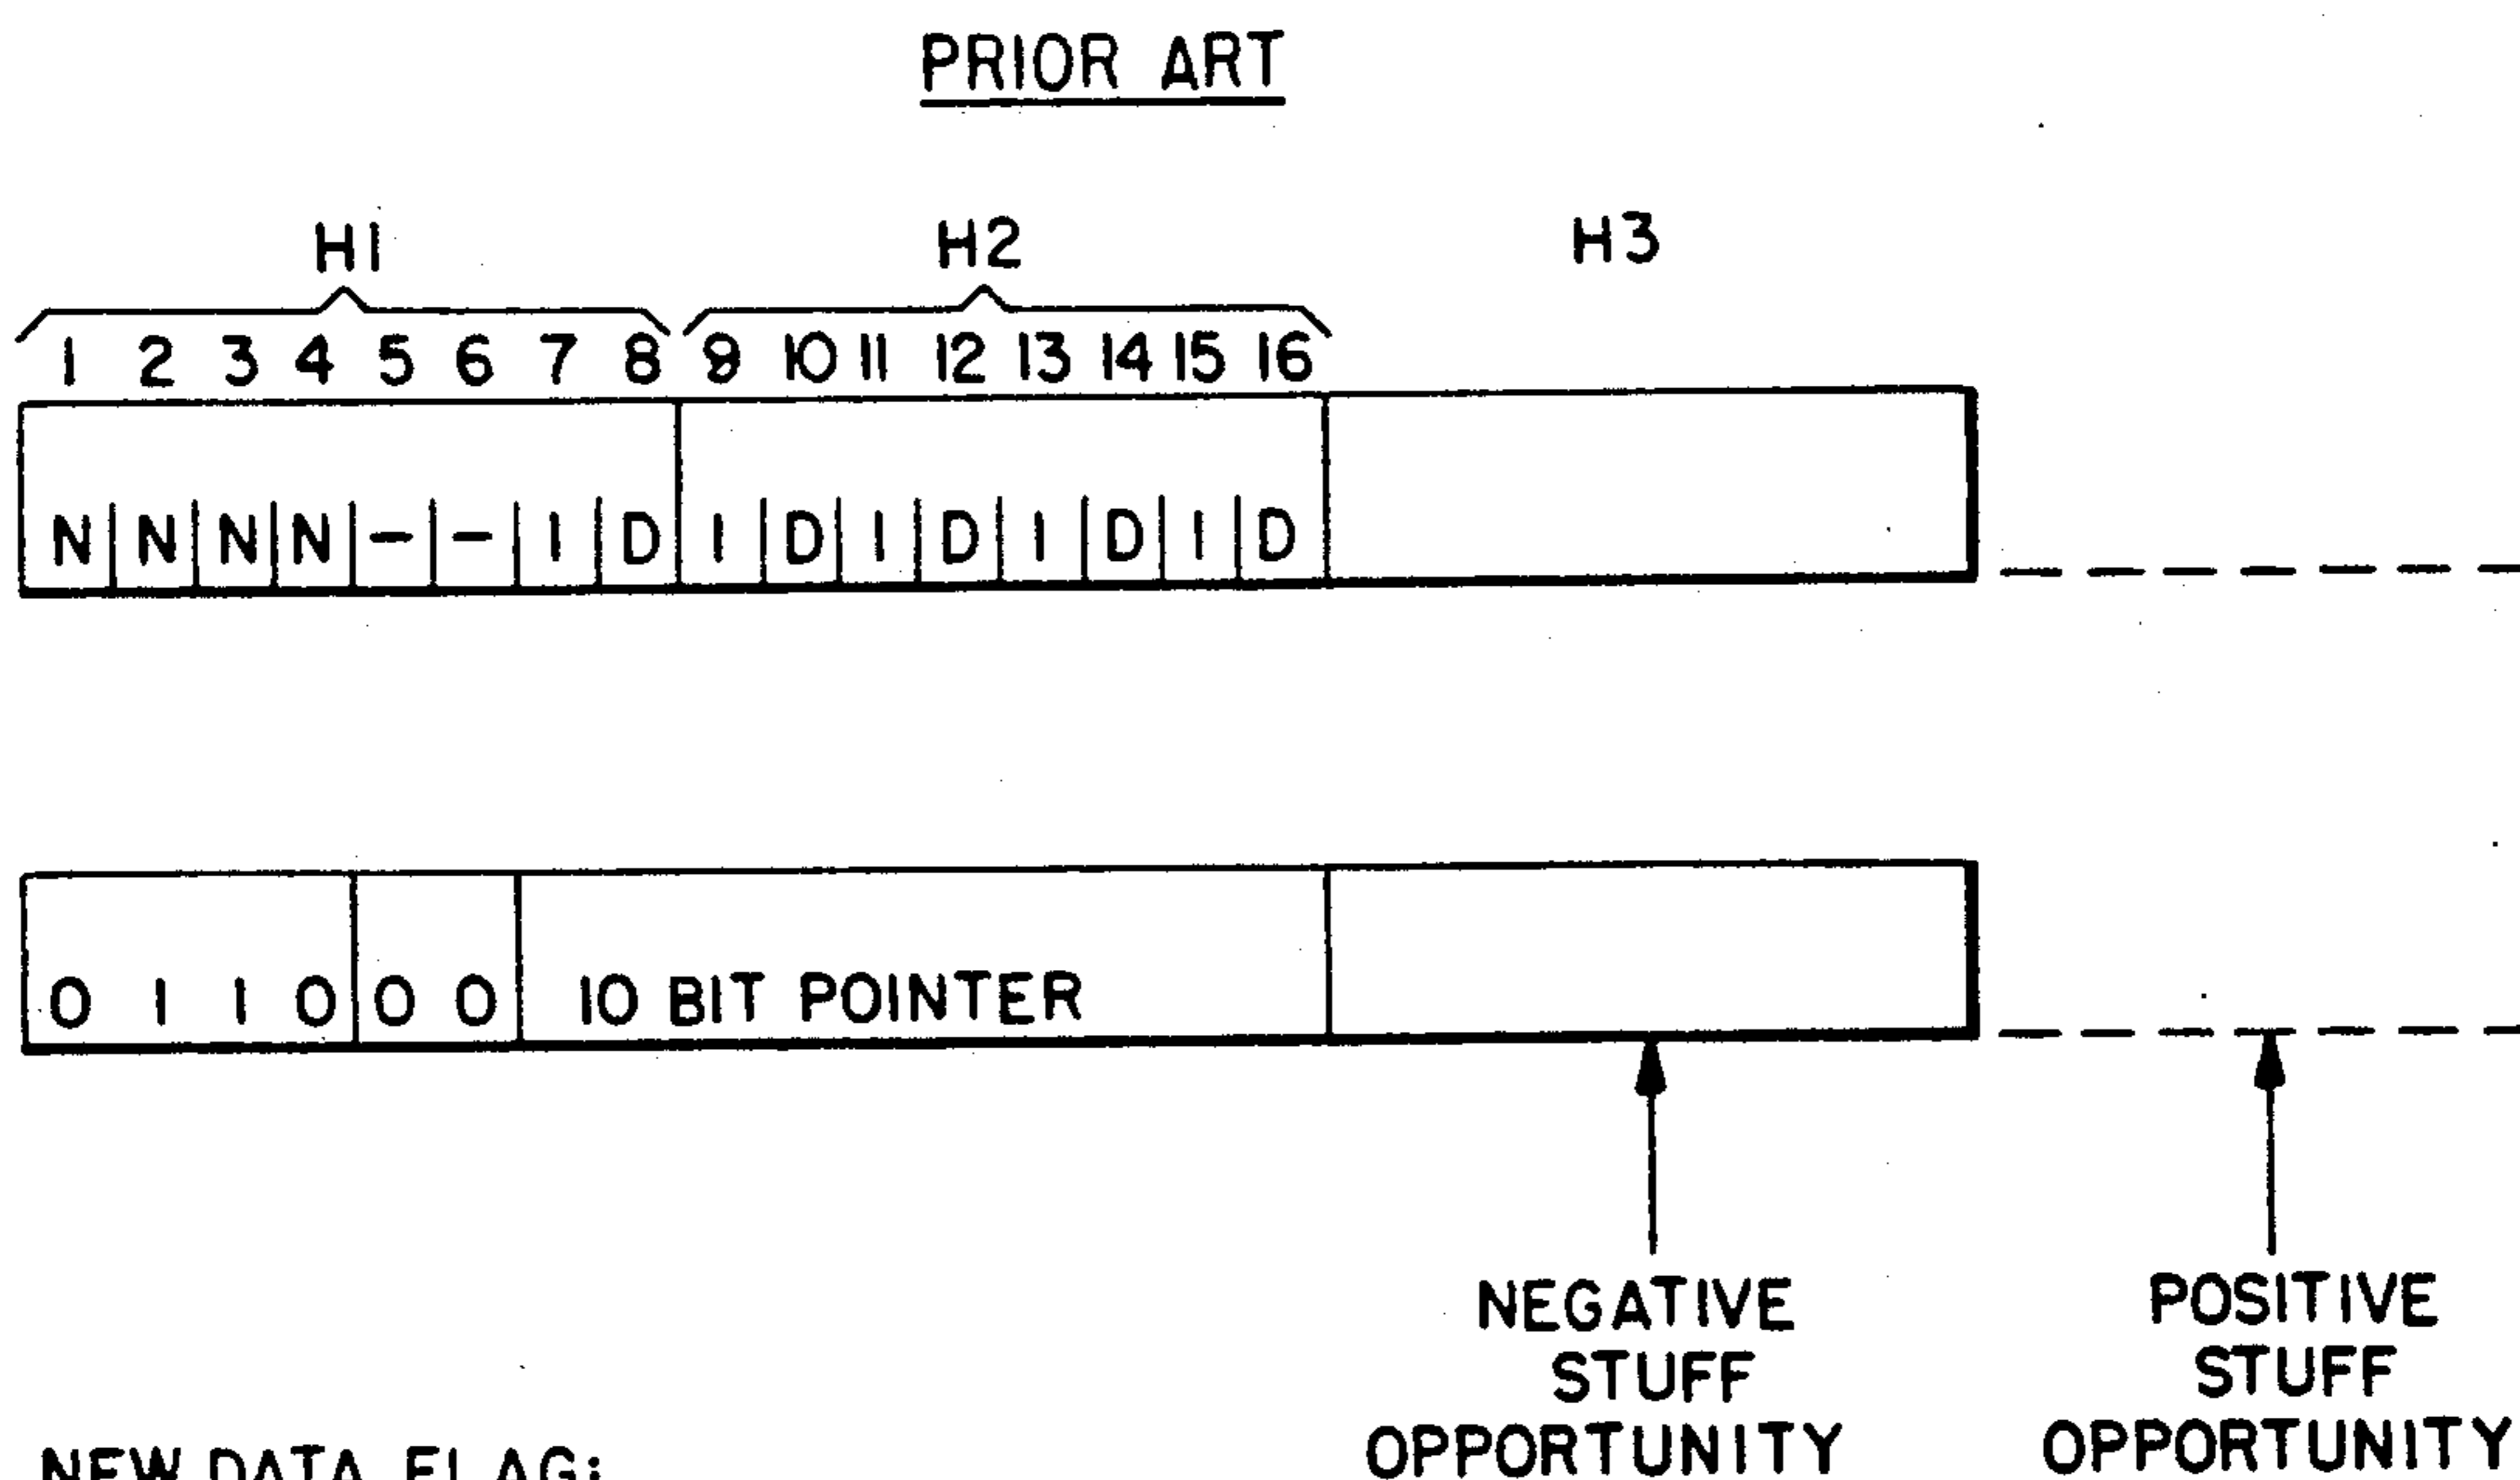 PRIOR ART
H1 H2 H3
1 2 3 4 5 6 7 8 9 10 11 12 13 14 15 16
N N N N - - I D I D I D I D I D
0 1 1 0 0 0 10 BIT POINTER
NEGATIVE
STUFF
OPPORTUNITY
POSITIVE
STUFF
OPPORTUNITY
NEW DATA FLAG: